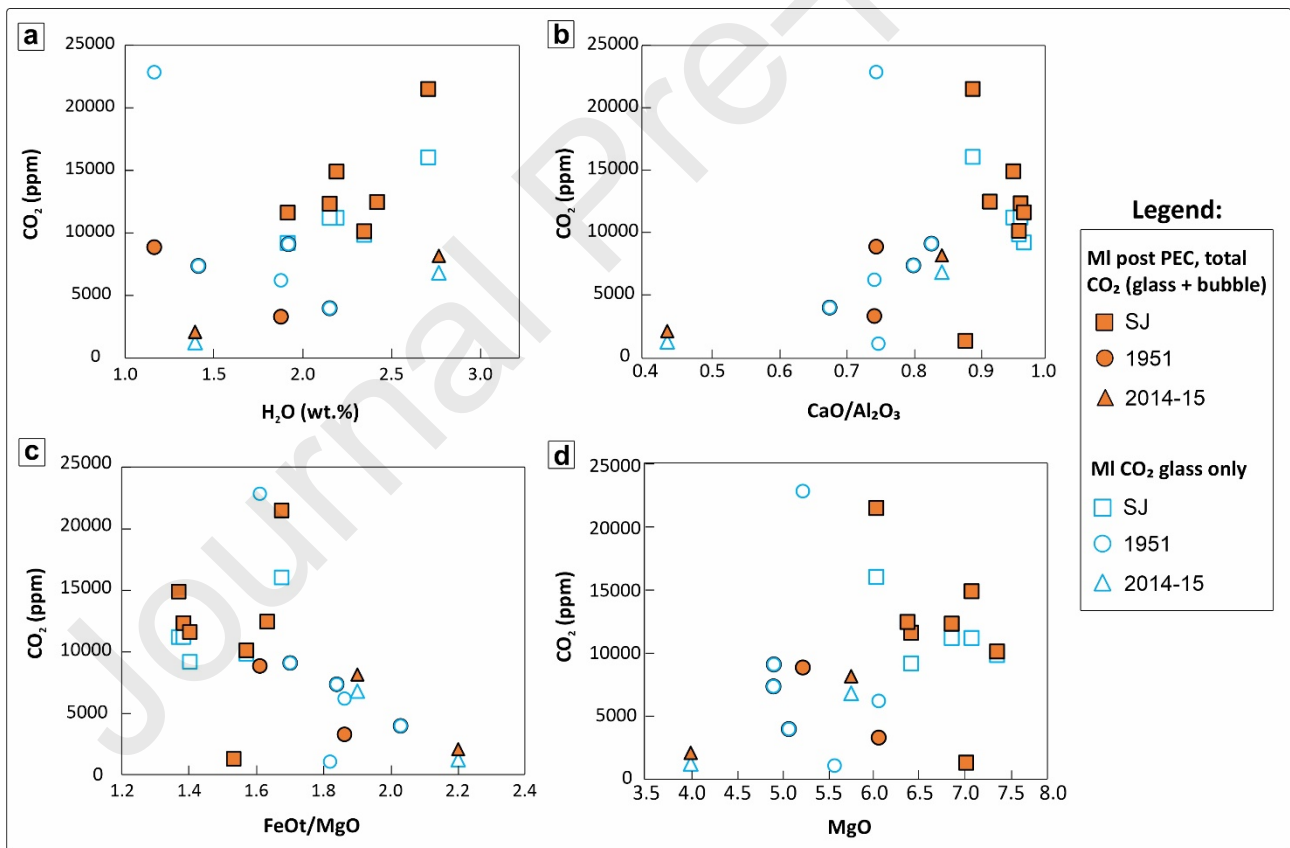 a
25000
20000
15000
10000
5000
0
CO₂ (ppm)
1.0 1.5 2.0 2.5 3.0
H₂O (wt.%)
b
25000
20000
15000
10000
5000
0
CO₂ (ppm)
0.4 0.5 0.6 0.7 0.8 0.9 1.0
CaO/Al₂O₃
c
25000
20000
15000
10000
5000
0
CO₂ (ppm)
1.2 1.4 1.6 1.8 2.0 2.2 2.4
FeOt/MgO
d
25000
20000
15000
10000
5000
0
CO₂ (ppm)
3.5 4.0 4.5 5.0 5.5 6.0 6.5 7.0 7.5 8.0
MgO
Legend:
MI post PEC, total
CO₂ (glass + bubble)
SJ
1951
2014-15
MI CO₂ glass only
SJ
1951
2014-15
Journal Pre-